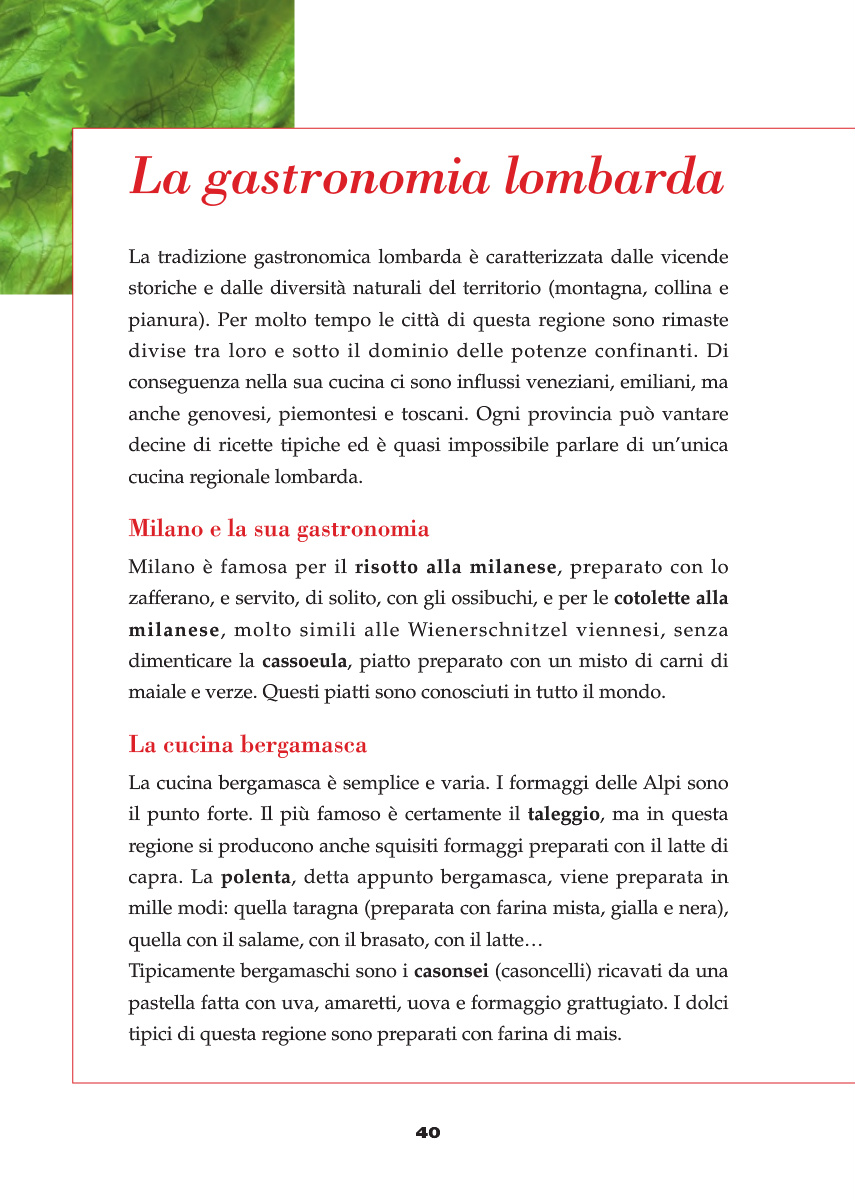 La gastronomia lombarda
La tradizione gastronomica lombarda è caratterizzata dalle vicende
storiche e dalle diversità naturali del territorio (montagna, collina e
pianura). Per molto tempo le città di questa regione sono rimaste
divise tra loro e sotto il dominio delle potenze confinanti. Di
conseguenza nella sua cucina ci sono influssi veneziani, emiliani, ma
anche genovesi, piemontesi e toscani. Ogni provincia può vantare
decine di ricette tipiche ed è quasi impossibile parlare di un’unica
cucina regionale lombarda.
Milano e la sua gastronomia
Milano è famosa per il risotto alla milanese, preparato con lo
zafferano, e servito, di solito, con gli ossibuchi, e per le cotolette alla
milanese, molto simili alle Wienerschnitzel viennesi, senza
dimenticare la cassoeula, piatto preparato con un misto di carni di
maiale e verze. Questi piatti sono conosciuti in tutto il mondo.
La cucina bergamasca
La cucina bergamasca è semplice e varia. I formaggi delle Alpi sono
il punto forte. Il più famoso è certamente il taleggio, ma in questa
regione si producono anche squisiti formaggi preparati con il latte di
capra. La polenta, detta appunto bergamasca, viene preparata in
mille modi: quella taragna (preparata con farina mista, gialla e nera),
quella con il salame, con il brasato, con il latte…
Tipicamente bergamaschi sono i casonsei (casoncelli) ricavati da una
pastella fatta con uva, amaretti, uova e formaggio grattugiato. I dolci
tipici di questa regione sono preparati con farina di mais.
40